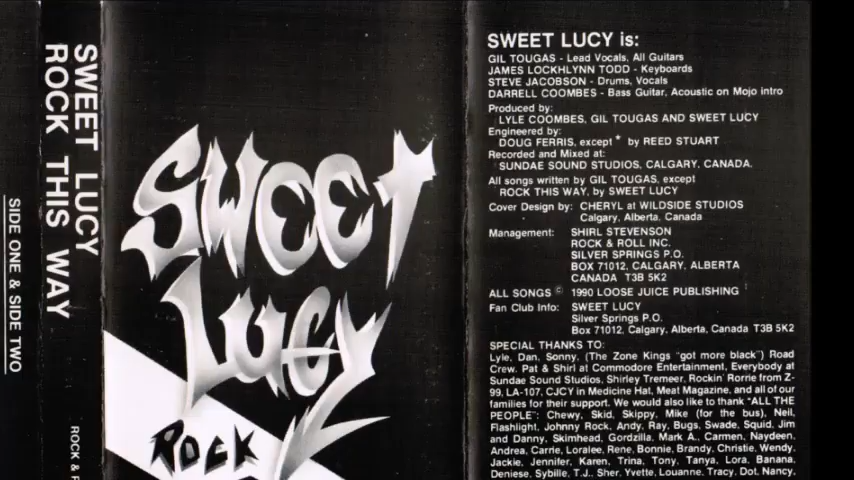 SWEET LUCY
ROCK THIS WAY
SIDE ONE & SIDE TWO
SWEET
LUCY
ROCK
ROCK &
SWEET LUCY is:
GIL TOUGAS - Lead Vocals, All Guitars
JAMES LOCKHLYNN TODD - Keyboards
STEVE JACOBSON - Drums, Vocals
DARRELL COOMBES - Bass Guitar, Acoustic on Mojo intro
Produced by:
LYLE COOMBES, GIL TOUGAS AND SWEET LUCY
Engineered by:
DOUG FERRIS, except * by REED STUART
Recorded and Mixed at:
SUNDAE SOUND STUDIOS, CALGARY, CANADA.
All songs written by GIL TOUGAS, except
ROCK THIS WAY, by SWEET LUCY
Cover Design by: CHERYL at WILDSIDE STUDIOS
Calgary, Alberta, Canada
Management: SHIRL STEVENSON
ROCK & ROLL INC.
SILVER SPRINGS P.O.
BOX 71012, CALGARY, ALBERTA
CANADA T3B 5K2
ALL SONGS © 1990 LOOSE JUICE PUBLISHING
Fan Club Info: SWEET LUCY
Silver Springs P.O.
Box 71012, Calgary, Alberta, Canada T3B 5K2
SPECIAL THANKS TO:
Lyle, Dan, Sonny, (The Zone Kings "got more black") Road
Crew, Pat & Shirl at Commodore Entertainment, Everybody at
Sundae Sound Studios, Shirley Tremeer, Rockin' Rorrie from Z-
99, LA-107, CJCY in Medicine Hat, Meat Magazine, and all of our
families for their support. We would also like to thank "ALL THE
PEOPLE": Chewy, Skid, Skippy, Mike (for the bus), Neil,
Flashlight, Johnny Rock, Andy, Ray, Bugs, Swade, Squid, Jim
and Danny, Skimhead, Gordzilla, Mark A., Carmen, Naydeen,
Andrea, Carrie, Loralee, Rene, Bonnie, Brandy, Christie, Wendy,
Jackie, Jennifer, Karen, Trina, Tony, Tanya, Lora, Banana,
Deniese, Sybille, T.J., Sher, Yvette, Louanne, Tracy, Dot, Nancy,